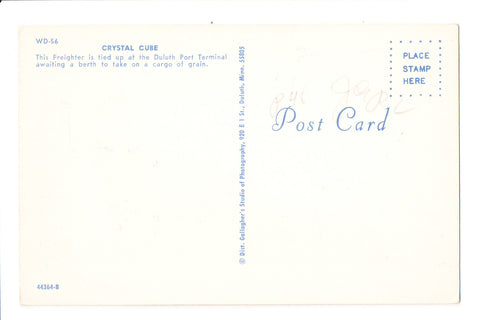 WD-56
CRYSTAL CUBE
This Freighter is tied up at the Duluth Port Terminal
awaiting a berth to take on a cargo of grain.
© Dist. Gallagher's Studio of Photography, 920 E 1 St., Duluth, Minn. 55805
PLACE
STAMP
HERE
Post Card
44364-B